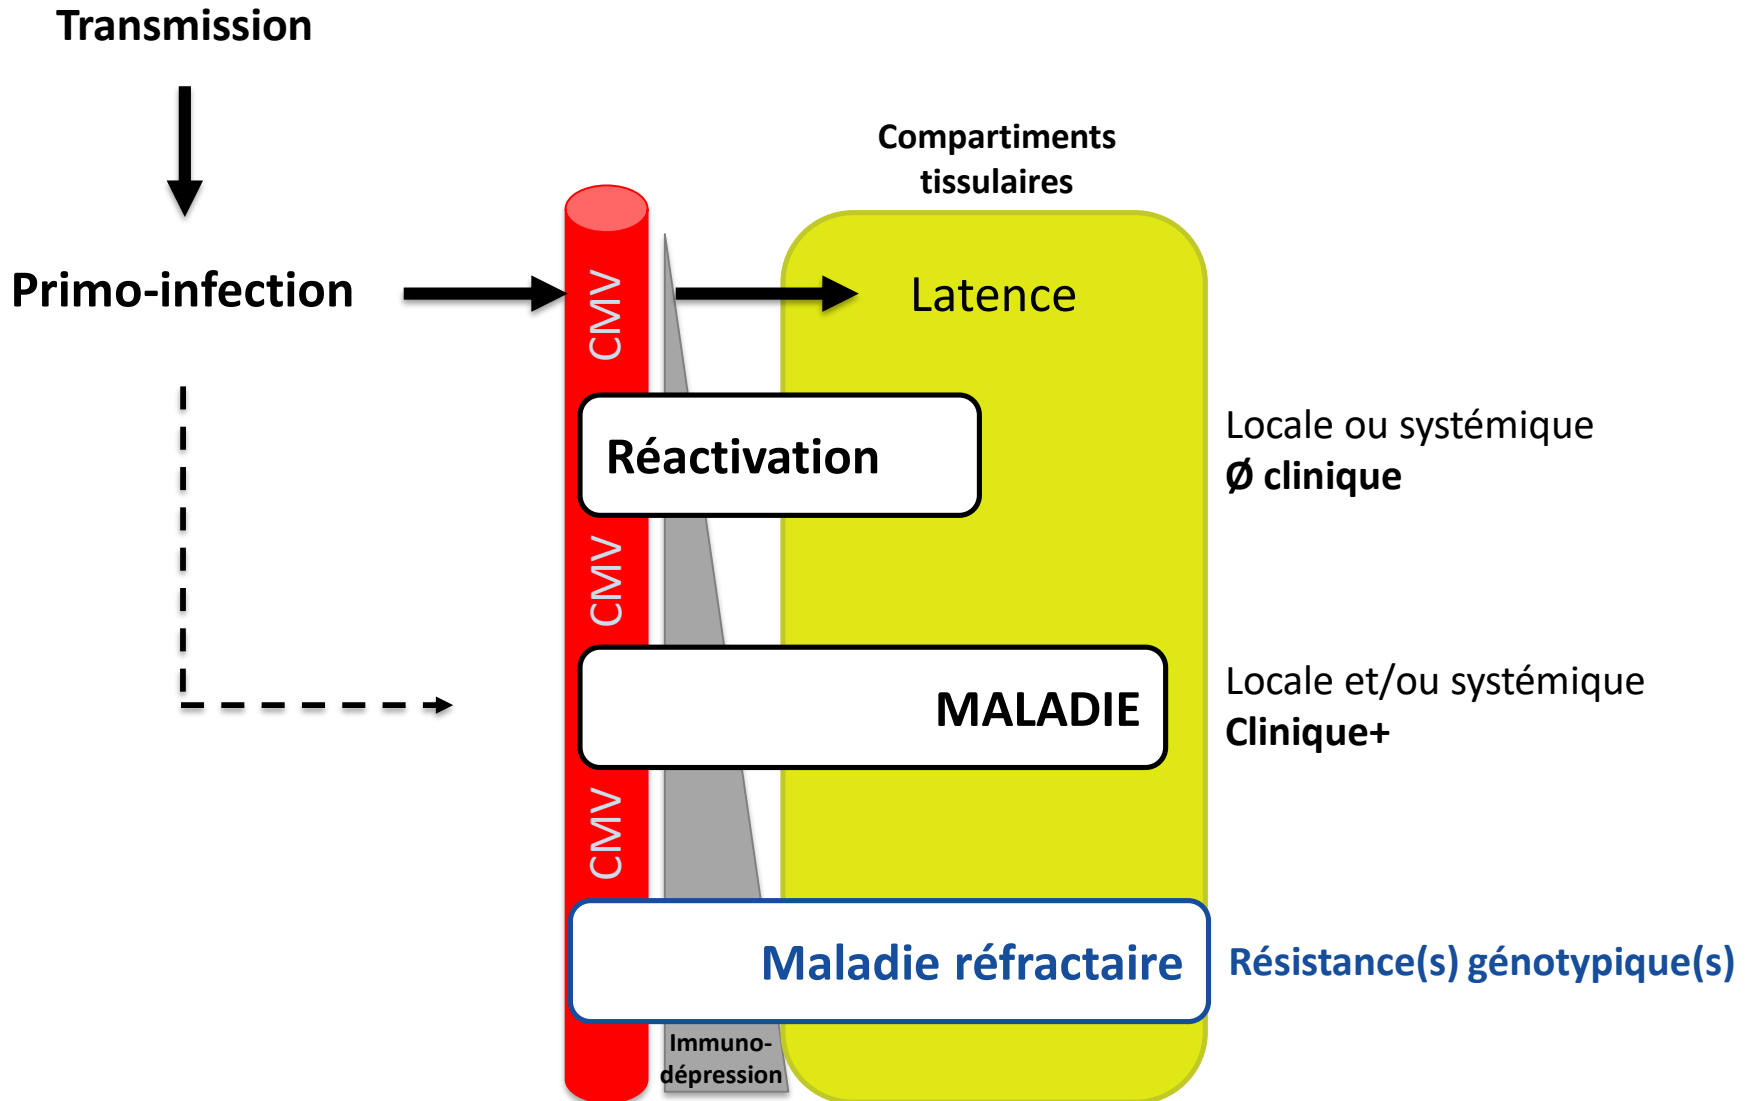 Transmission
Compartiments
tissulaires
Primo-infection
CMV
Latence
Réactivation
Locale ou systémique
Ø clinique
CMV
MALADIE
Locale et/ou systémique
Clinique+
CMV
Maladie réfractaire
Résistance(s) génotypique(s)
Immuno-
dépression